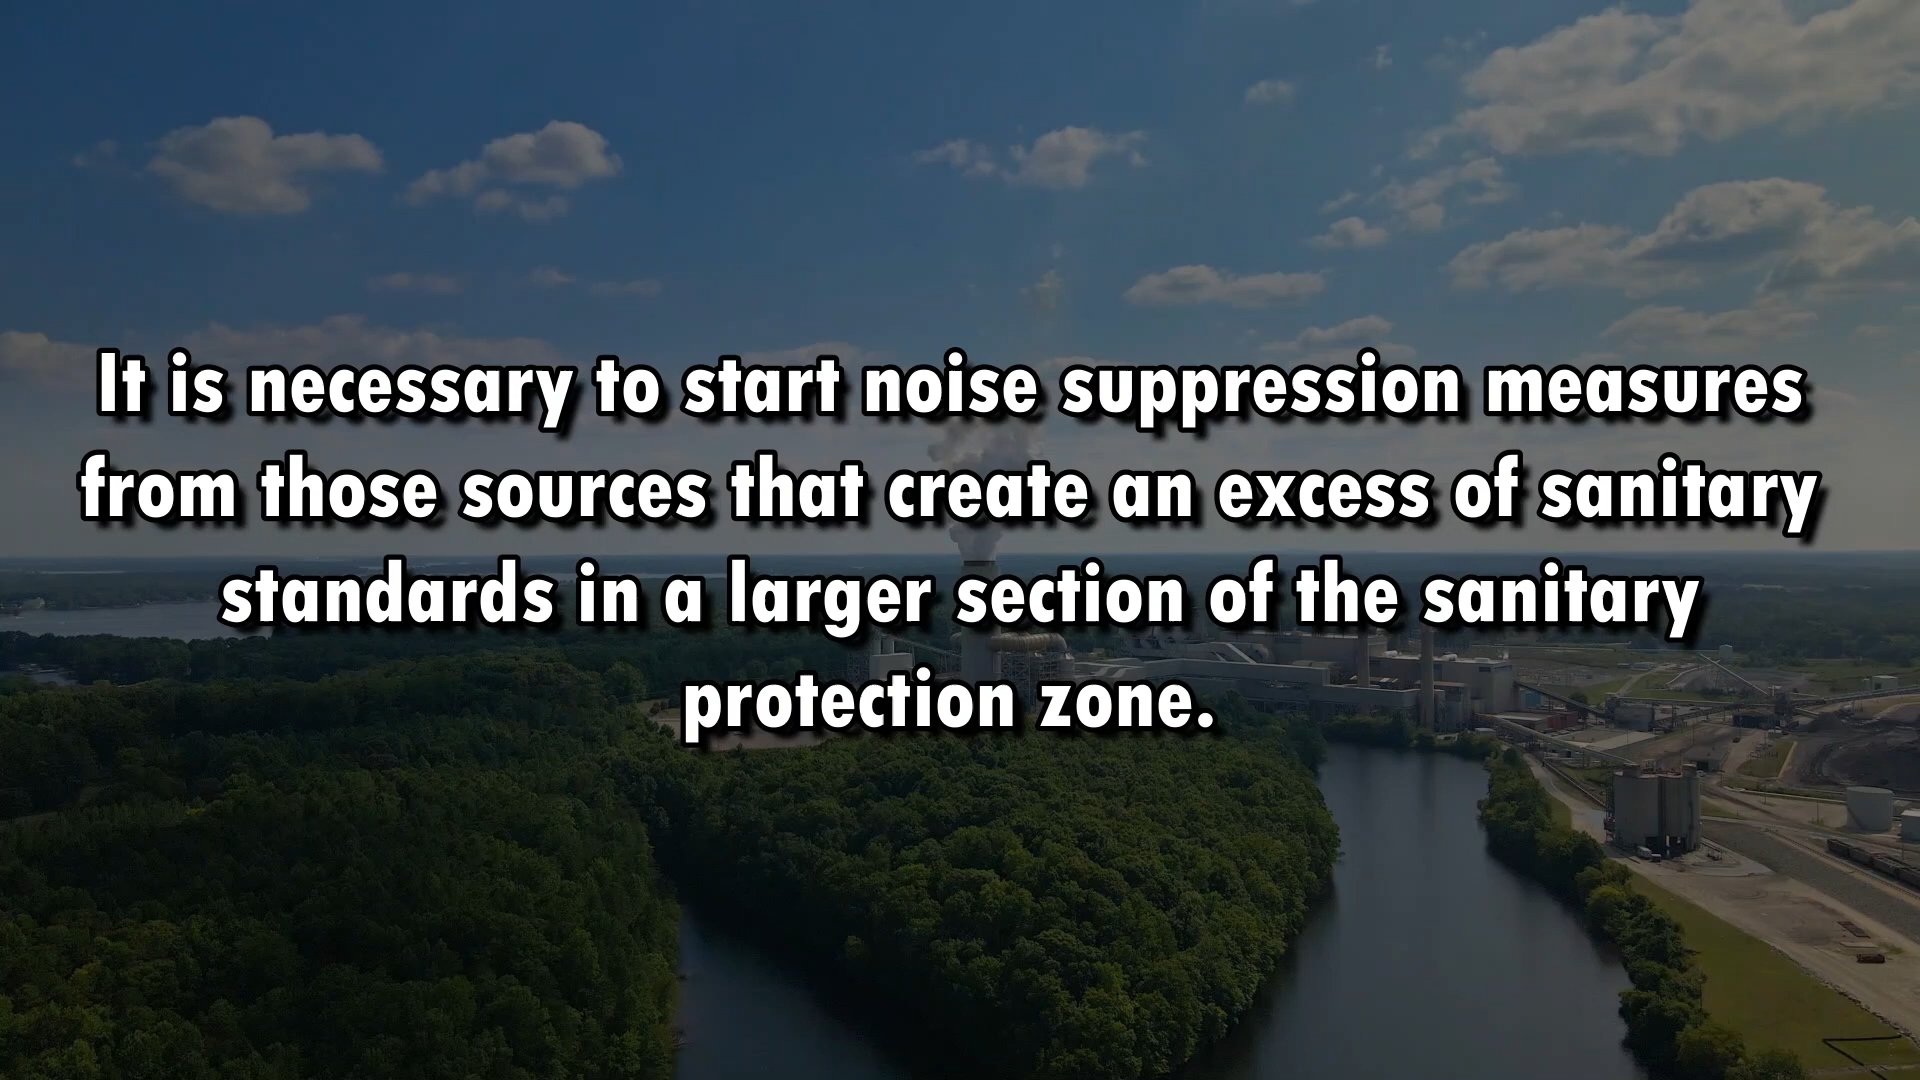 It is necessary to start noise suppression measures
from those sources that create an excess of sanitary
standards in a larger section of the sanitary
protection zone.